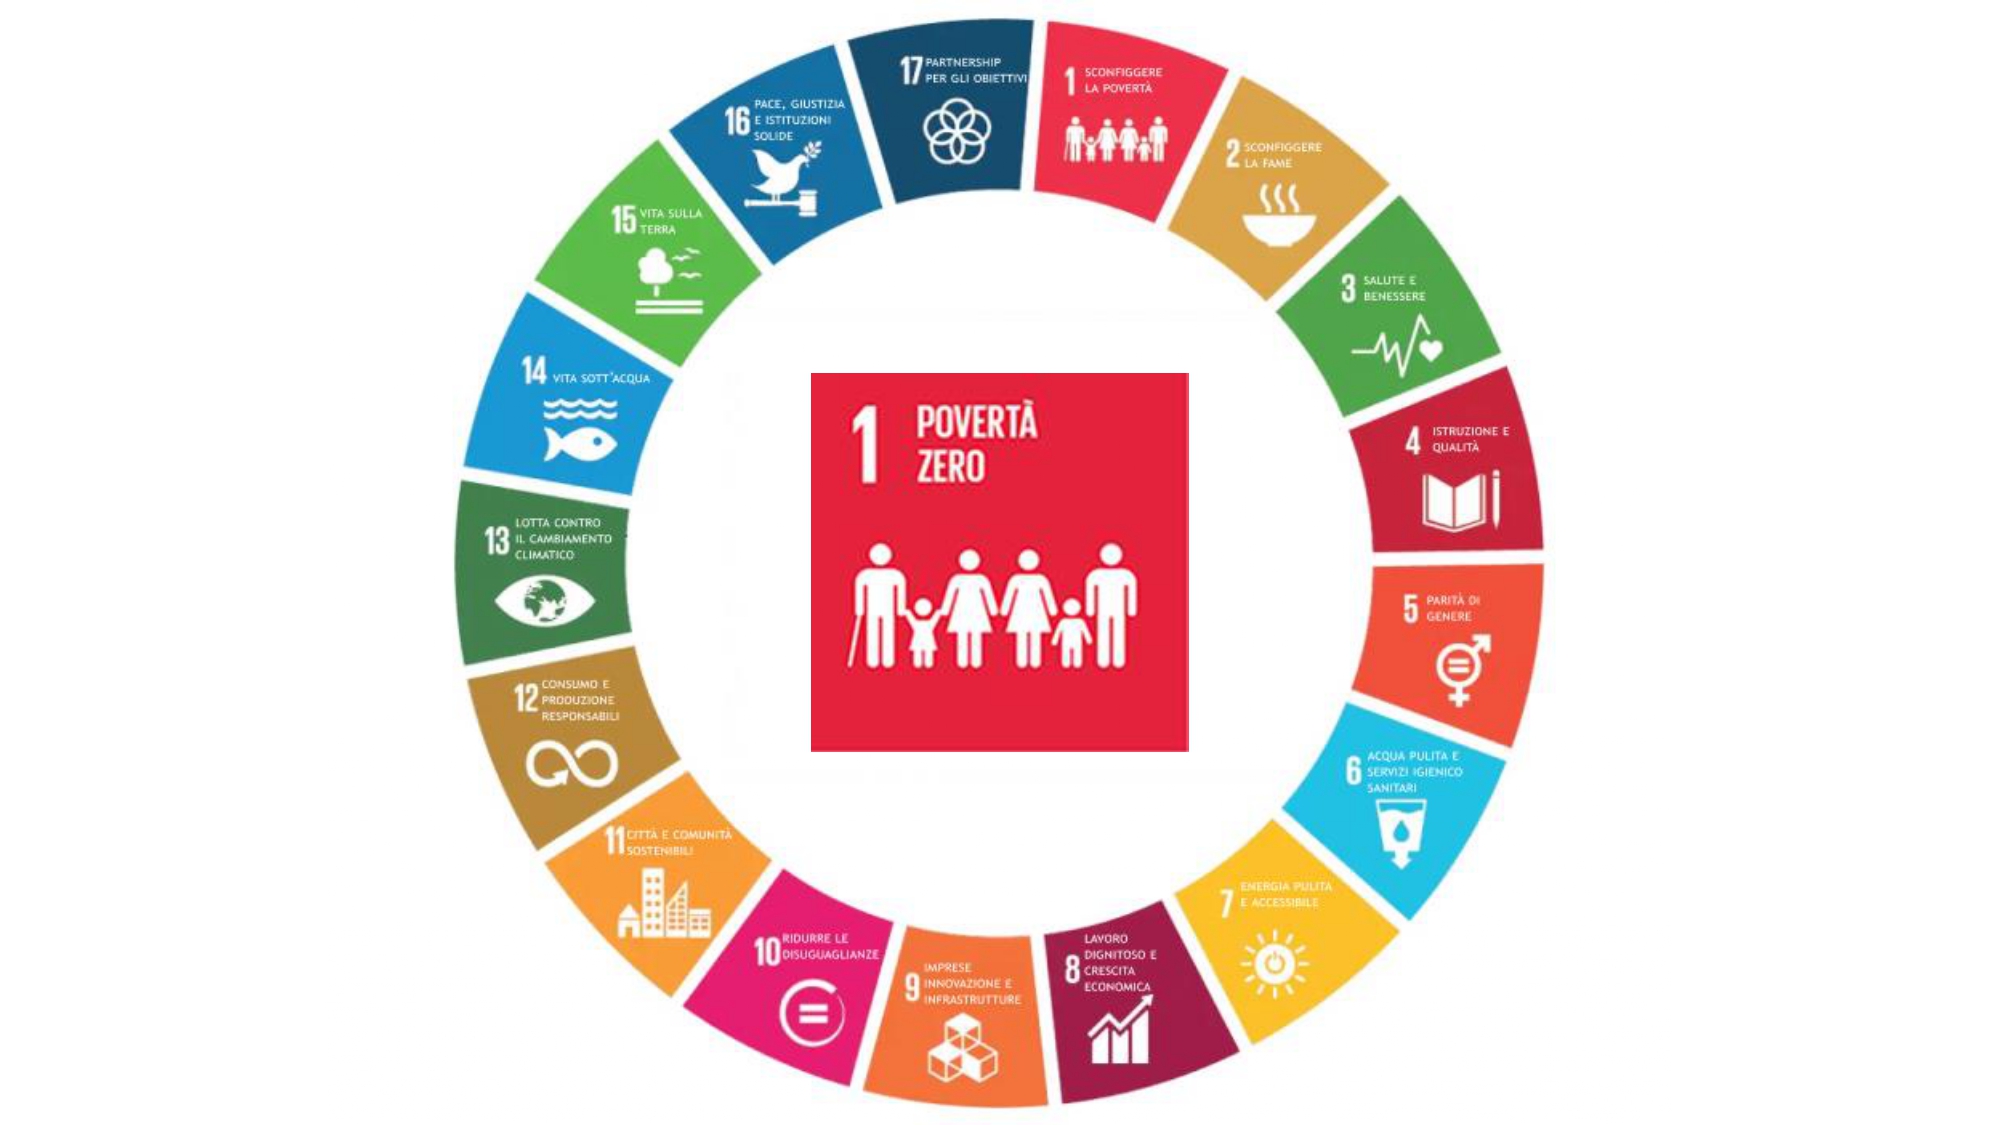 1 SCONFIGGERE
LA POVERTÀ
2 SCONFIGGERE
LA FAME
3 SALUTE E
BENESSERE
4 ISTRUZIONE E
QUALITÀ
5 PARITÀ DI
GENERE
6 ACQUA PULITA E
SERVIZI IGIENICO
SANITARI
7 ENERGIA PULITA
E ACCESSIBILE
8 LAVORO
DIGNITOSO E
CRESCITA
ECONOMICA
9 IMPRESE
INNOVAZIONE E
INFRASTRUTTURE
10 RIDURRE LE
DISUGUAGLIANZE
11 CITTÀ E COMUNITÀ
SOSTENIBILI
12 CONSUMO E
PRODUZIONE
RESPONSABILI
13 LOTTA CONTRO
IL CAMBIAMENTO
CLIMATICO
14 VITA SOTT'ACQUA
15 VITA SULLA
TERRA
16 PACE, GIUSTIZIA
E ISTITUZIONI
SOLIDE
17 PARTNERSHIP
PER GLI OBIETTIVI
1 POVERTÀ
ZERO